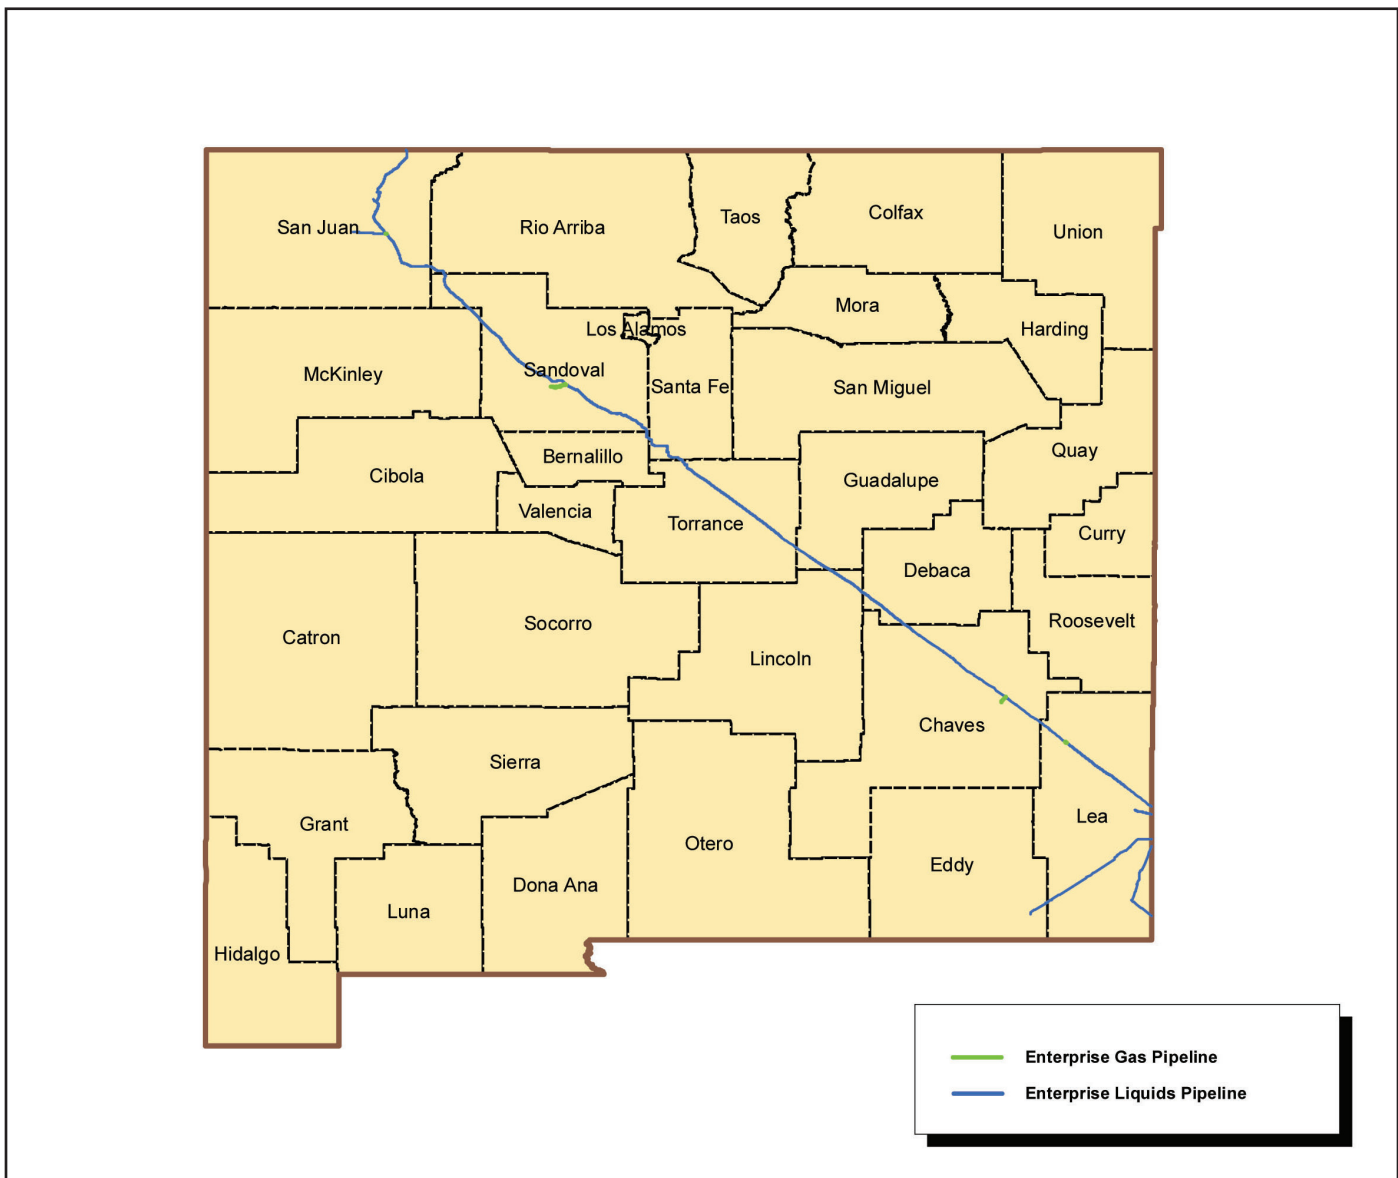 San Juan
Rio Arriba
Taos
Colfax
Union
Mora
Harding
Los Alamos
McKinley
Sandoval
Santa Fe
San Miguel
Quay
Bernalillo
Cibola
Guadalupe
Valencia
Torrance
Curry
Debaca
Roosevelt
Catron
Socorro
Lincoln
Chaves
Sierra
Lea
Grant
Otero
Eddy
Dona Ana
Luna
Hidalgo
Enterprise Gas Pipeline
Enterprise Liquids Pipeline